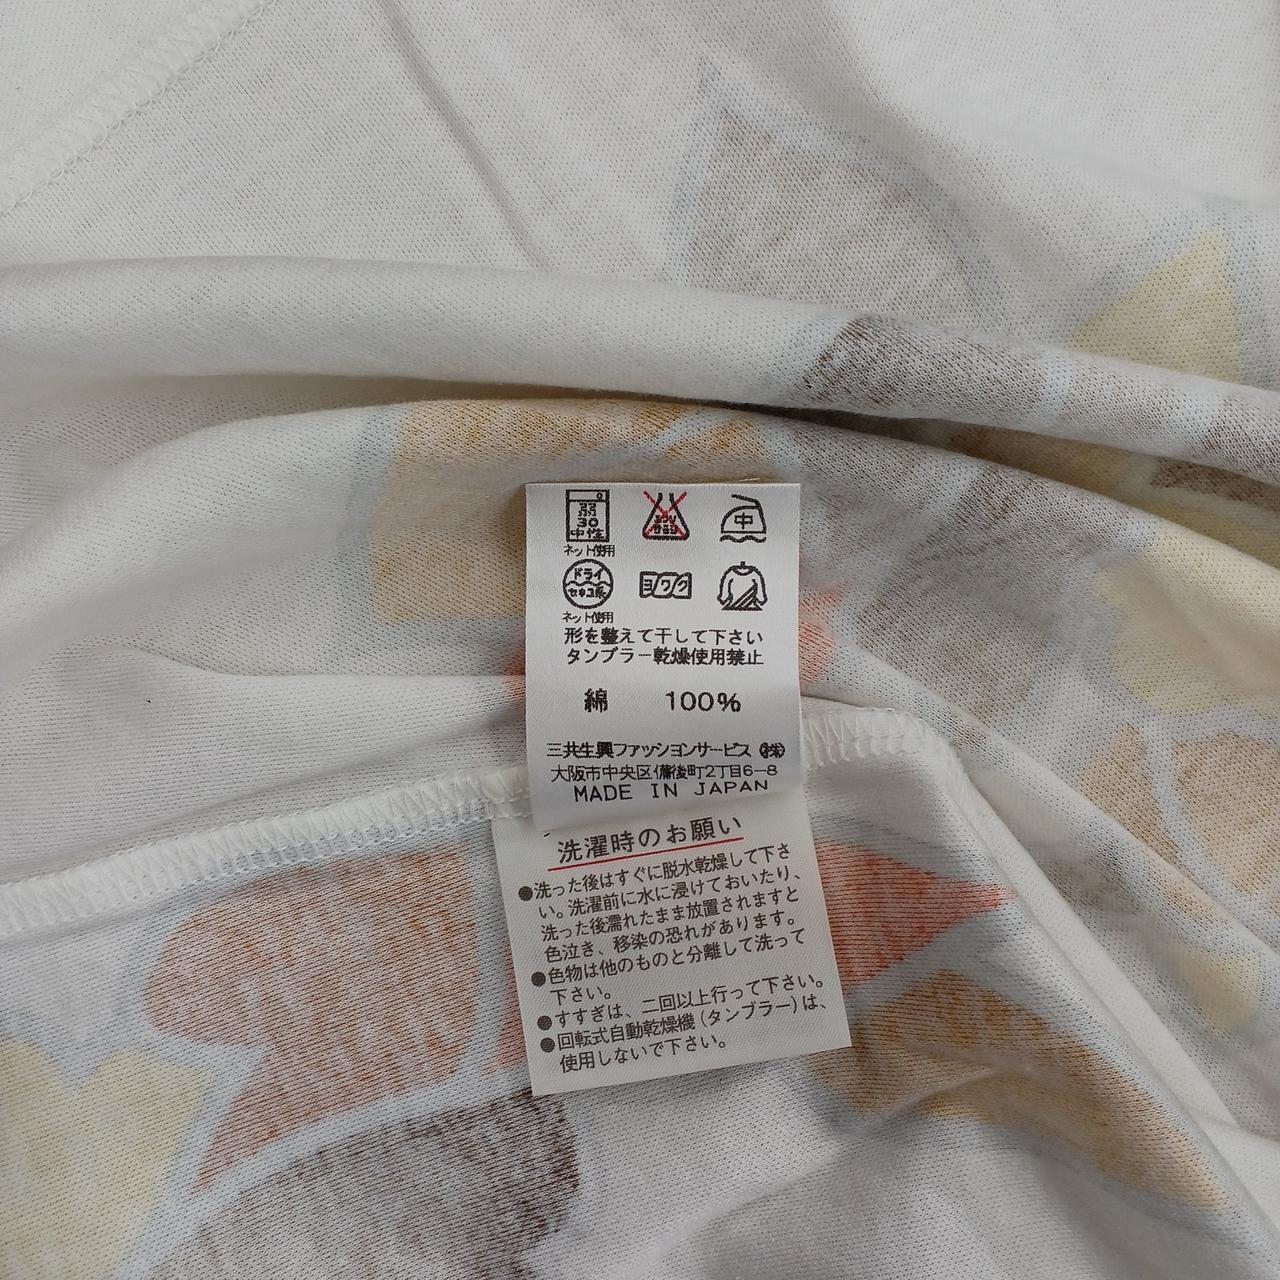 弱
30
中性
エンソ
サラシ
中
ネット使用
ドライ
セキユ系
ヨワク
ネット使用
形を整えて干して下さい
タンブラー乾燥使用禁止
綿 100%
三共生興ファッションサービス ㈱
大阪市中央区備後町2丁目6-8
MADE IN JAPAN
洗濯時のお願い
●洗った後はすぐに脱水乾燥して下さ
い。洗濯前に水に浸けておいたり、
洗った後濡れたまま放置されますと
色泣き、移染の恐れがあります。
●色物は他のものと分離して洗って
下さい。
●すすぎは、二回以上行って下さい。
●回転式自動乾燥機(タンブラー)は、
使用しないで下さい。